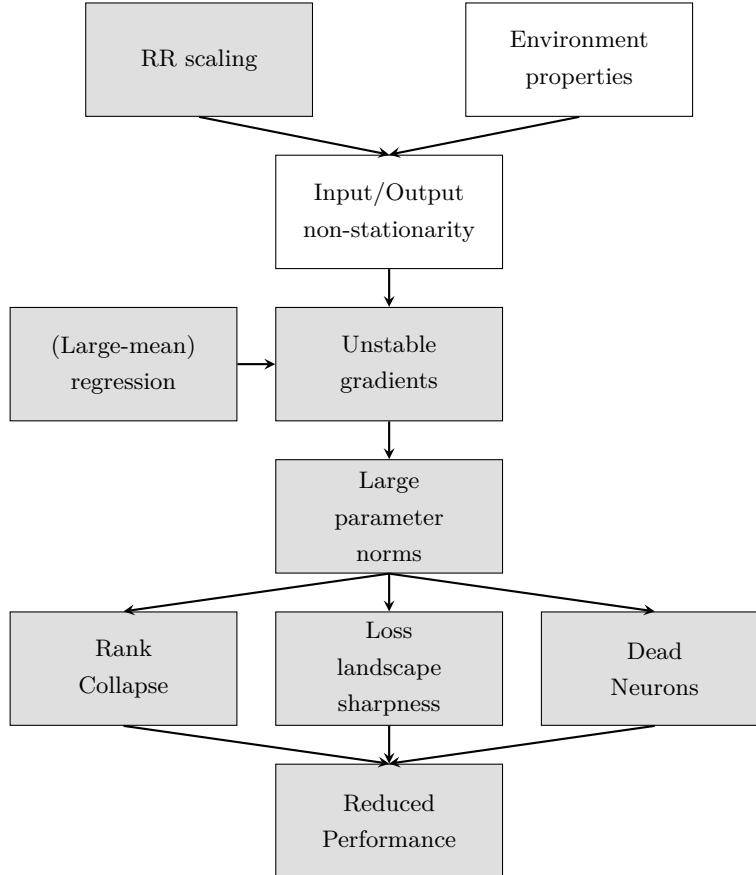 RR scaling
Environment
properties
Input/Output
non-stationarity
(Large-mean)
regression
Unstable
gradients
Large
parameter
norms
Rank
Collapse
Loss
landscape
sharpness
Dead
Neurons
Reduced
Performance